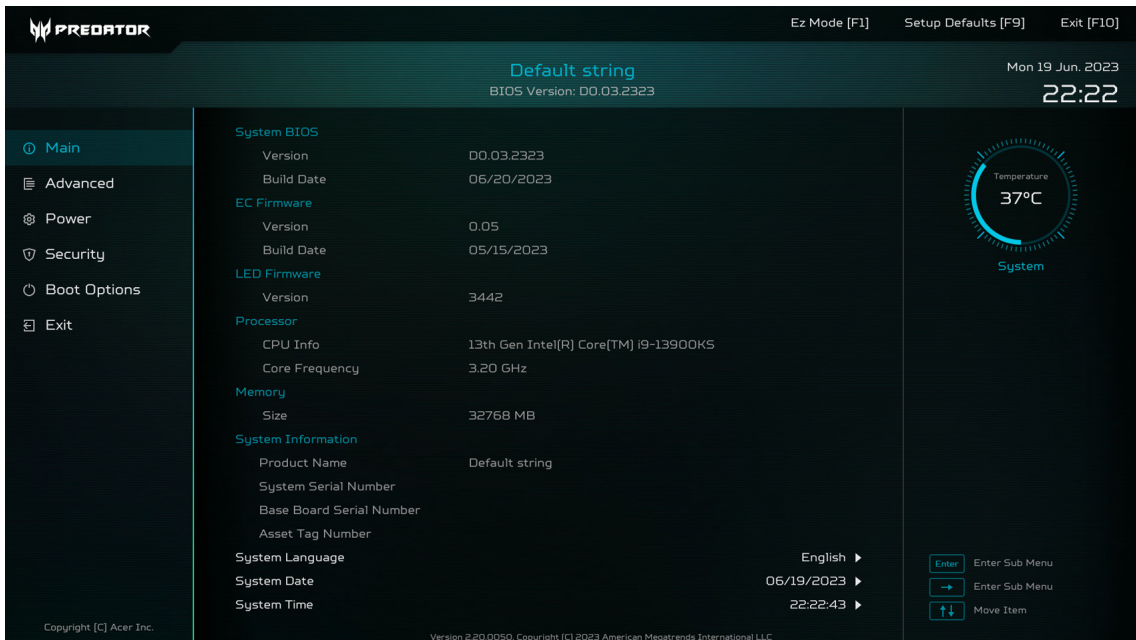 PREDATOR
Ez Mode [F1] Setup Defaults [F9] Exit [F10]
Default string
BIOS Version: D0.03.2323
Mon 19 Jun. 2023
22:22
Main
Advanced
Power
Security
Boot Options
Exit
System BIOS
Version D0.03.2323
Build Date 06/20/2023
EC Firmware
Version 0.05
Build Date 05/15/2023
LED Firmware
Version 3442
Processor
CPU Info 13th Gen Intel(R) Core(TM) i9-13900KS
Core Frequency 3.20 GHz
Memory
Size 32768 MB
System Information
Product Name Default string
System Serial Number
Base Board Serial Number
Asset Tag Number
System Language English
System Date 06/19/2023
System Time 22:22:43
Temperature
37°C
System
Enter Enter Sub Menu
→ Enter Sub Menu
↑↓ Move Item
Copyright (C) Acer Inc.
Version 2.20.0050. Copyright (C) 2023 American Megatrends International LLC